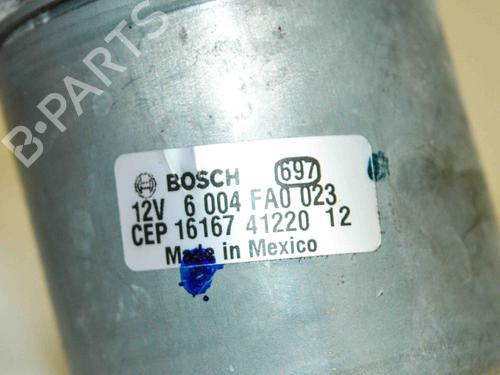 B-PARTS
BOSCH 697
12V 6 004 FA0 023
CEP 16167 41220 12
Made in Mexico